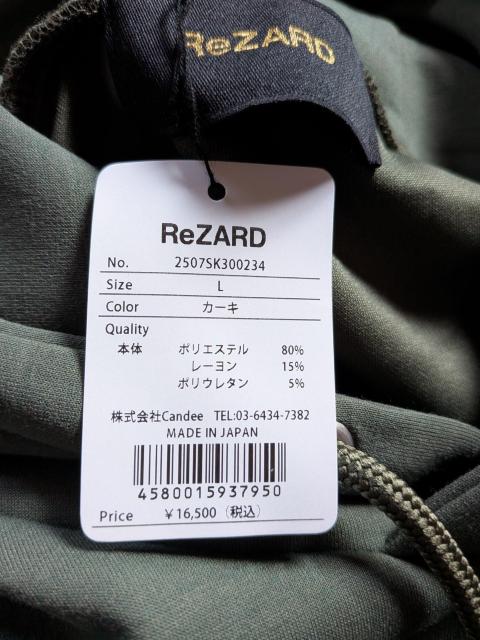 ReZARD
ReZARD
No. 2507SK300234
Size L
Color カーキ
Quality
本体 ポリエステル 80%
レーヨン 15%
ポリウレタン 5%
株式会社Candee TEL:03-6434-7382
MADE IN JAPAN
4580015937950
Price ¥16,500（税込）